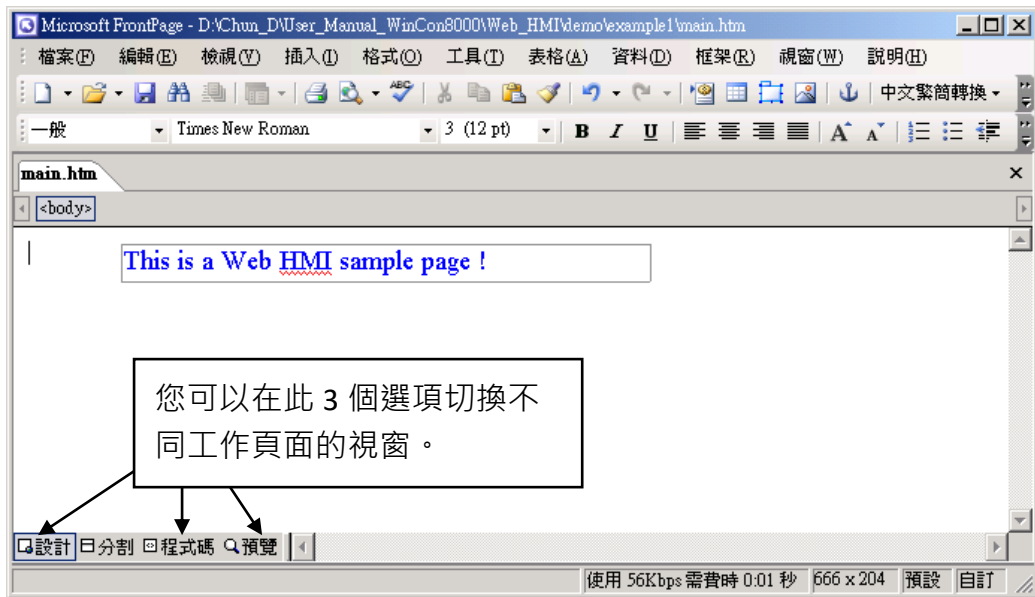 Microsoft FrontPage - D:\Chun_D\User_Manual_WinCon8000\Web_HMI\demo\example1\main.htm
檔案(F) 編輯(E) 檢視(V) 插入(I) 格式(O) 工具(T) 表格(A) 資料(D) 框架(R) 視窗(W) 說明(H)
中文繁簡轉換
一般 Times New Roman 3 (12 pt) B I U A A
main.htm
<body>
This is a Web HMI sample page !
您可以在此 3 個選項切換不
同工作頁面的視窗。
設計 分割 程式碼 預覽
使用 56Kbps 需費時 0:01 秒 666 x 204 預設 自訂